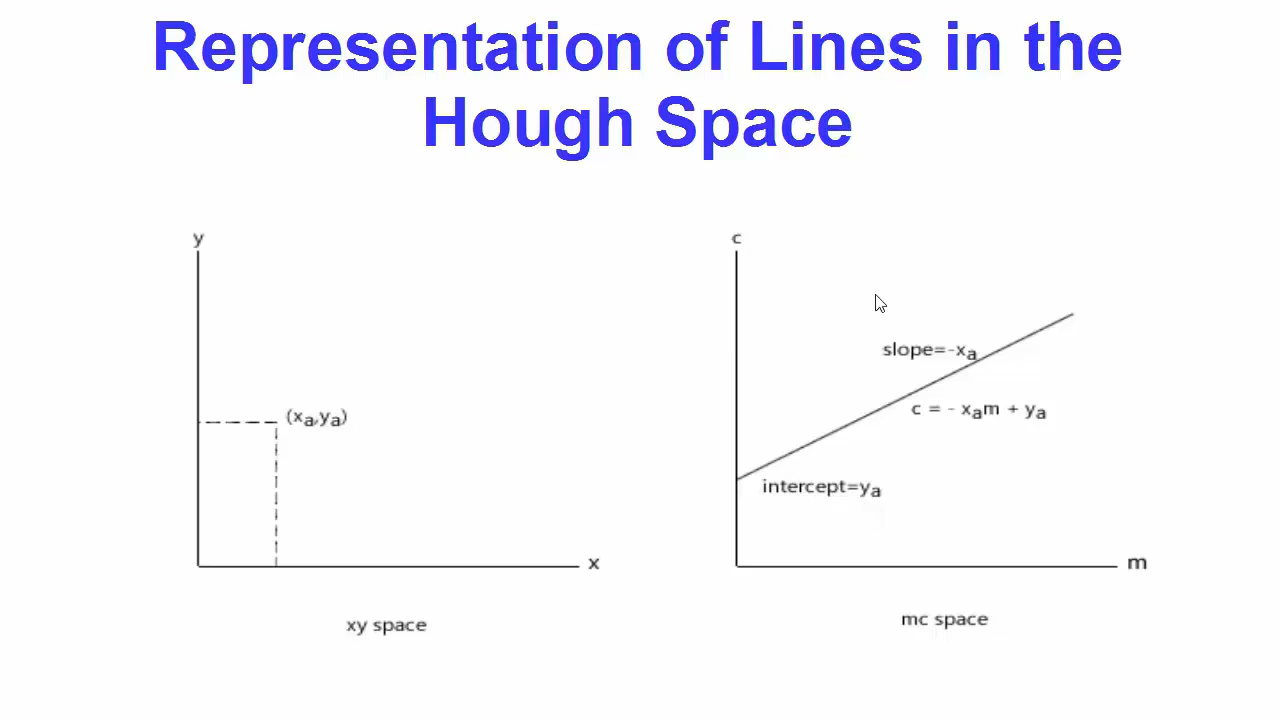 Representation of Lines in the
Hough Space
y
(xa,ya)
x
xy space
c
slope=-xa
c = - xam + ya
intercept=ya
m
mc space